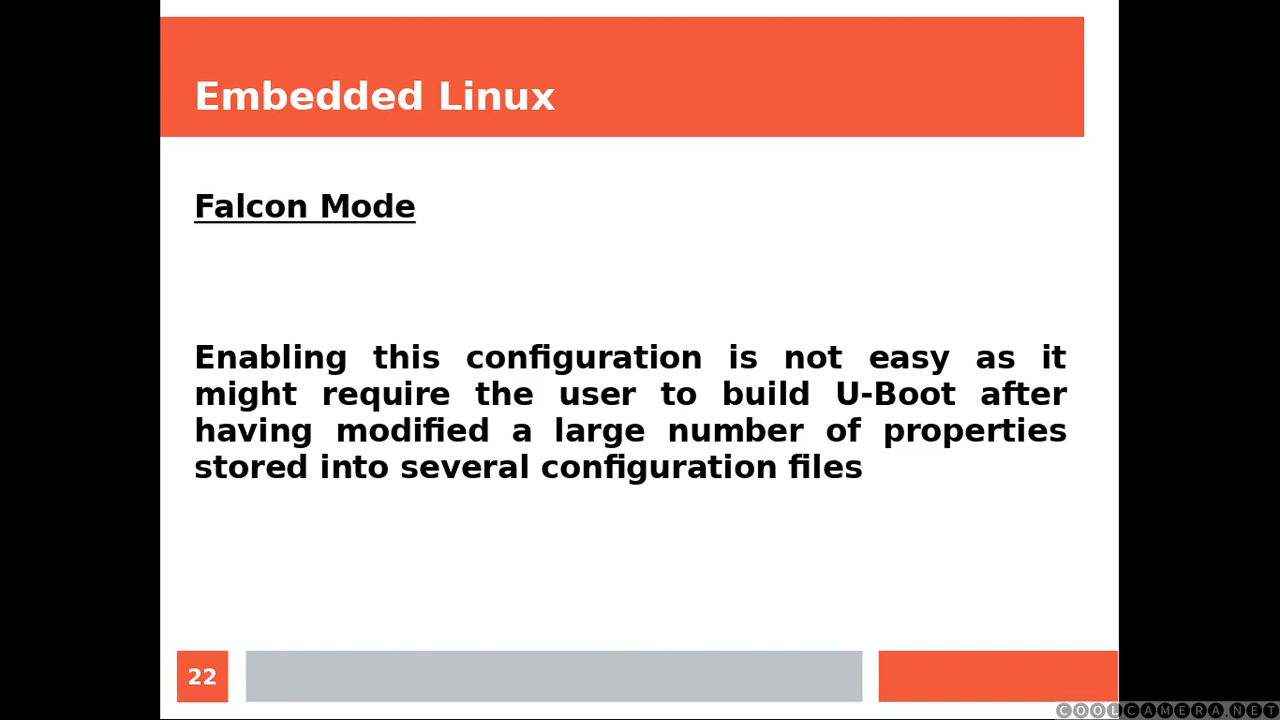 Embedded Linux
Falcon Mode
Enabling this configuration is not easy as it
might require the user to build U-Boot after
having modified a large number of properties
stored into several configuration files
22
COOLCAMERA.NET